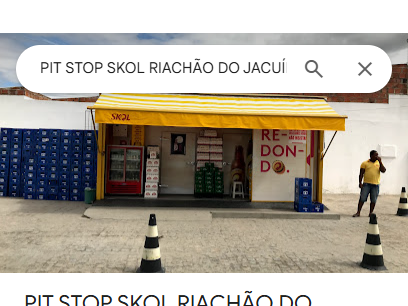 PIT STOP SKOL RIACHÃO DO JACUÍ
SKOL
RE-
DON-
DO.
PIT STOP SKOL RIACHÃO DO